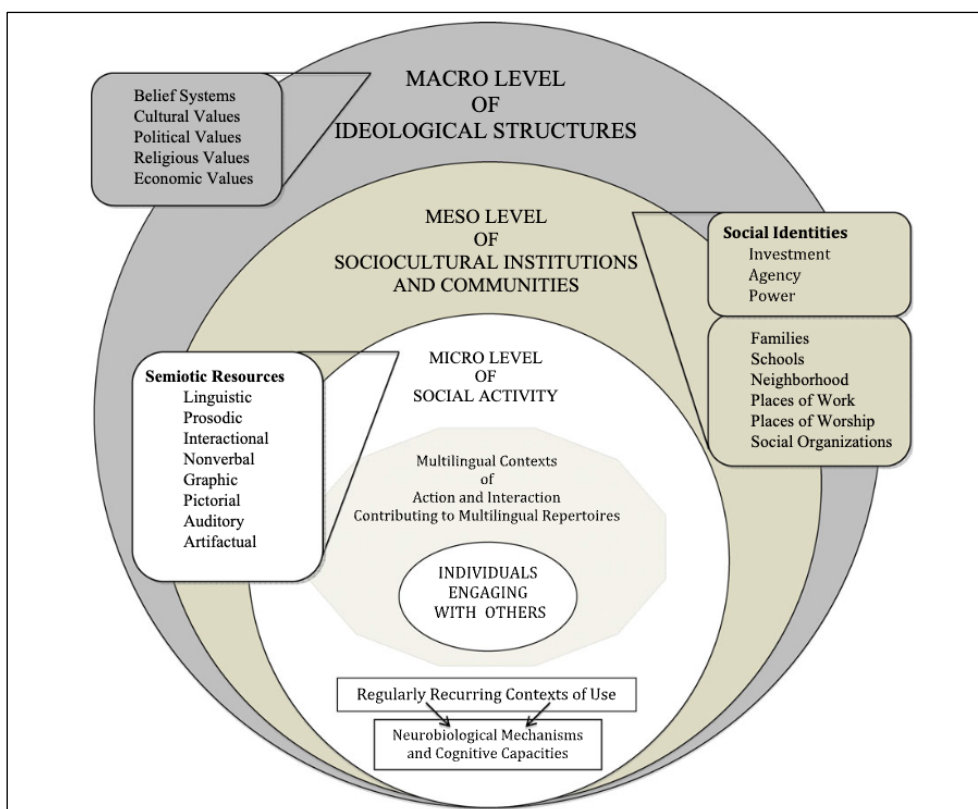 MACRO LEVEL
OF
IDEOLOGICAL STRUCTURES
Belief Systems
Cultural Values
Political Values
Religious Values
Economic Values
MESO LEVEL
OF
SOCIOCULTURAL INSTITUTIONS
AND COMMUNITIES
Social Identities
Investment
Agency
Power
Families
Schools
Neighborhood
Places of Work
Places of Worship
Social Organizations
MICRO LEVEL
OF
SOCIAL ACTIVITY
Semiotic Resources
Linguistic
Prosodic
Interactional
Nonverbal
Graphic
Pictorial
Auditory
Artifactual
Multilingual Contexts
of
Action and Interaction
Contributing to Multilingual Repertoires
INDIVIDUALS
ENGAGING
WITH OTHERS
Regularly Recurring Contexts of Use
Neurobiological Mechanisms
and Cognitive Capacities